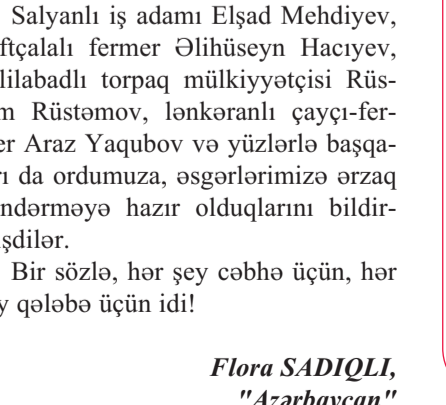 Salyanlı iş adamı Elşad Mehdiyev,
ftçalalı fermer Əlihüseyn Hacıyev,
lilabadlı torpaq mülkiyyətçisi Rüs-
m Rüstəmov, lənkəranlı çayçı-fer-
er Araz Yaqubov və yüzlərlə başqa-
rı da ordumuza, əsgərlərimizə ərzaq
ndərməyə hazır olduqlarını bildir-
işdilər.
Bir sözlə, hər şey cəbhə üçün, hər
y qələbə üçün idi!
Flora SADIQLI,
"Azərbaycan"